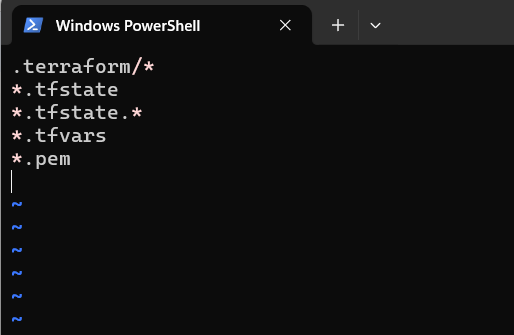 Windows PowerShell
.terraform/*
*.tfstate
*.tfstate.*
*.tfvars
*.pem
~
~
~
~
~
~